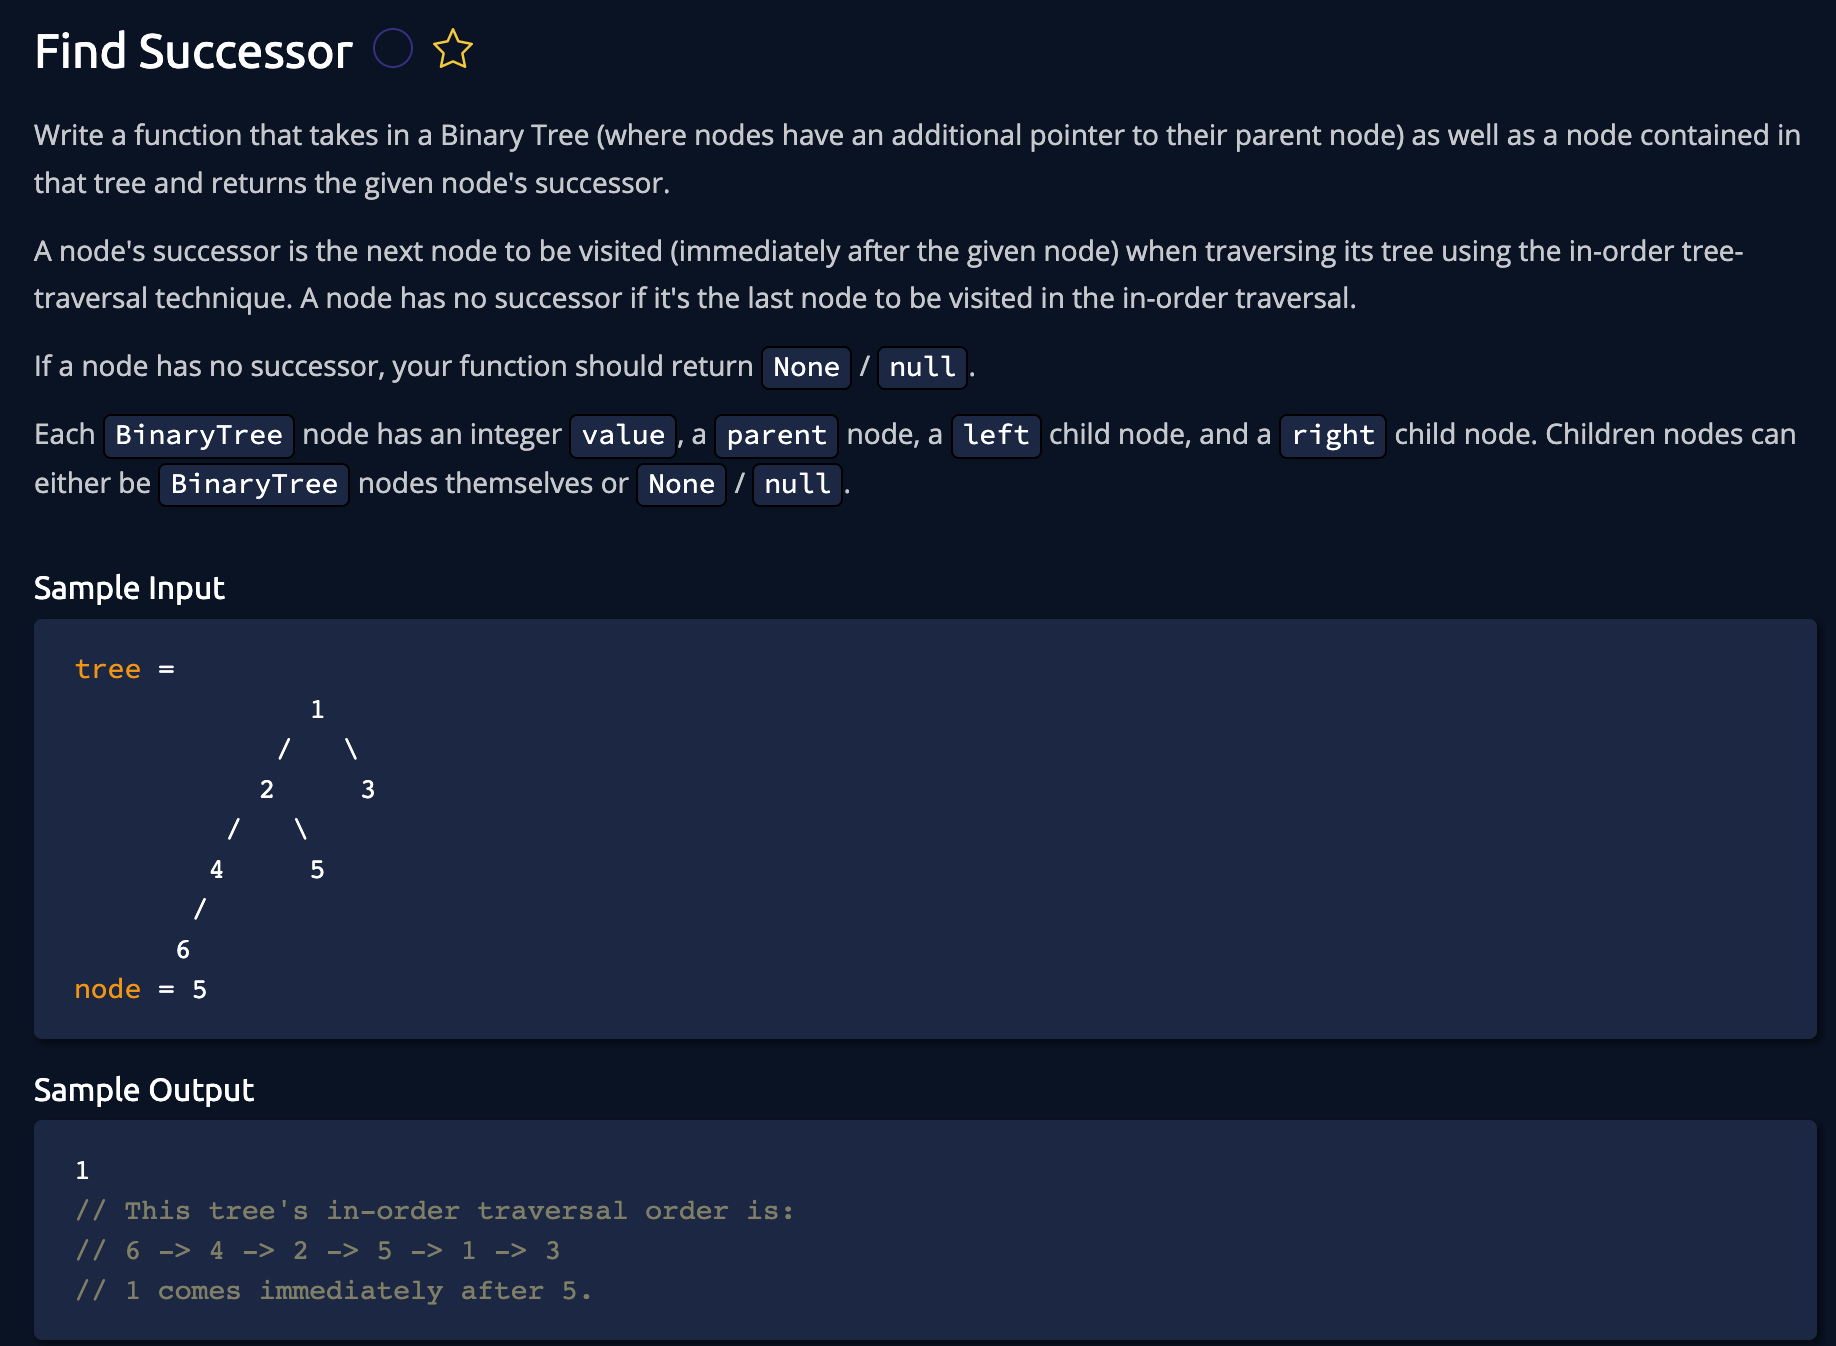 Find Successor
Write a function that takes in a Binary Tree (where nodes have an additional pointer to their parent node) as well as a node contained in
that tree and returns the given node's successor.
A node's successor is the next node to be visited (immediately after the given node) when traversing its tree using the in-order tree-
traversal technique. A node has no successor if it's the last node to be visited in the in-order traversal.
If a node has no successor, your function should return None / null.
Each BinaryTree node has an integer value, a parent node, a left child node, and a right child node. Children nodes can
either be BinaryTree nodes themselves or None / null.
Sample Input
tree =
1
/ \
2 3
/ \
4 5
/
6
node = 5
Sample Output
1
// This tree's in-order traversal order is:
// 6 -> 4 -> 2 -> 5 -> 1 -> 3
// 1 comes immediately after 5.